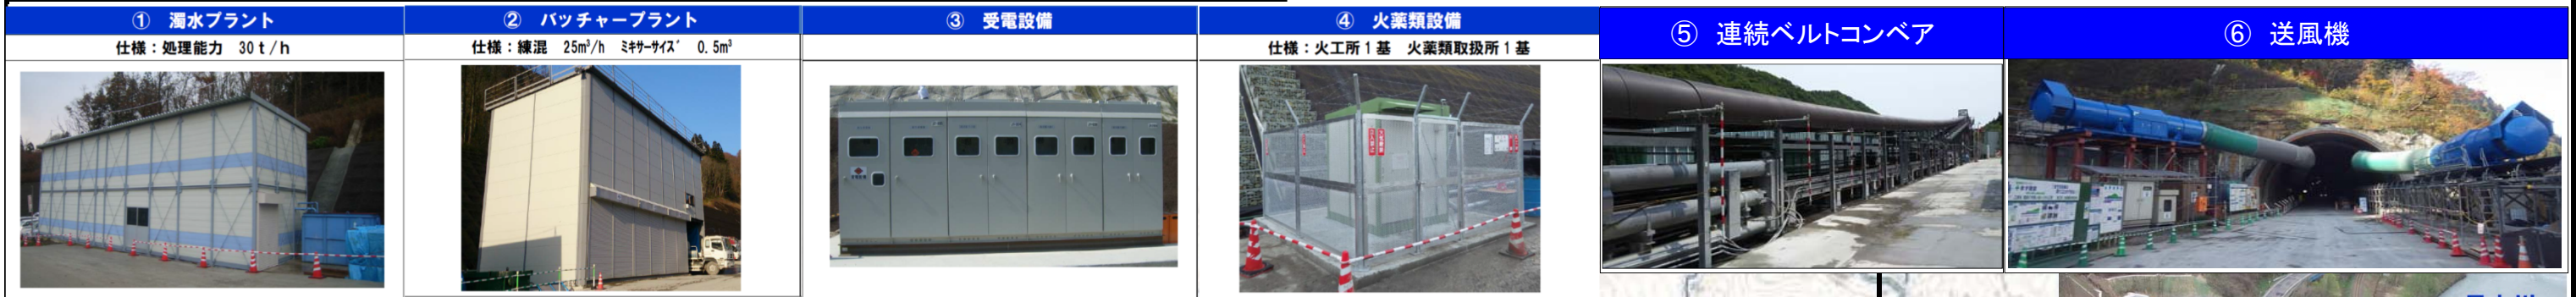 ① 濁水プラント
仕様：処理能力 30ｔ/ｈ
② バッチャープラント
仕様：練混 25m³/h ミキサーサイズ 0.5m³
③ 受電設備
④ 火薬類設備
仕様：火工所１基 火薬類取扱所１基
⑤ 連続ベルトコンベア
⑥ 送風機